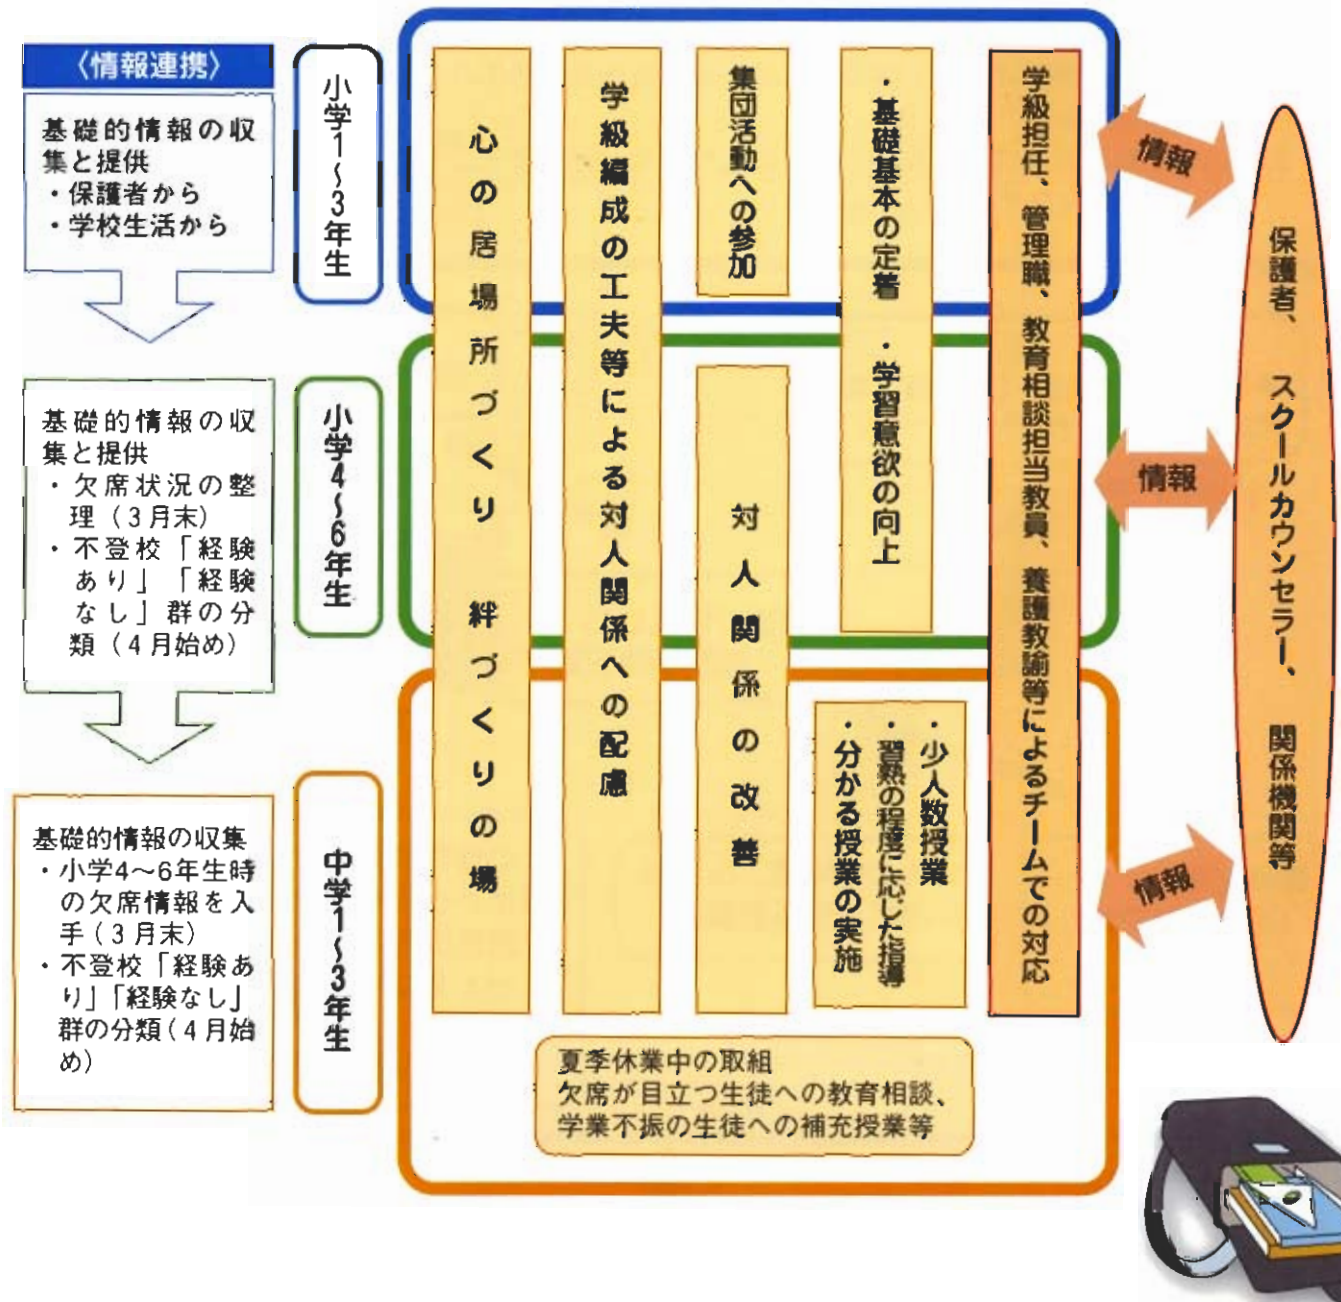 〈情報連携〉
基礎的情報の収
集と提供
・保護者から
・学校生活から
小学1~3年生
基礎的情報の収
集と提供
・欠席状況の整
理(3月末)
・不登校「経験
あり」「経験
なし」群の分
類(4月始め)
小学4~6年生
基礎的情報の収集
・小学4~6年生時
の欠席情報を入
手(3月末)
・不登校「経験あ
り」「経験なし」
群の分類(4月始
め)
中学1~3年生
心の居場所づくり 絆づくりの場
学級編成の工夫等による対人関係への配慮
集団活動への参加
対人関係の改善
・基礎基本の定着 ・学習意欲の向上
・少人数授業
・習熟の程度に応じた指導
・分かる授業の実施
学級担任、管理職、教育相談担当教員、養護教諭等によるチームでの対応
夏季休業中の取組
欠席が目立つ生徒への教育相談、
学業不振の生徒への補充授業等
情報
情報
情報
保護者、 スクールカウンセラー、 関係機関等